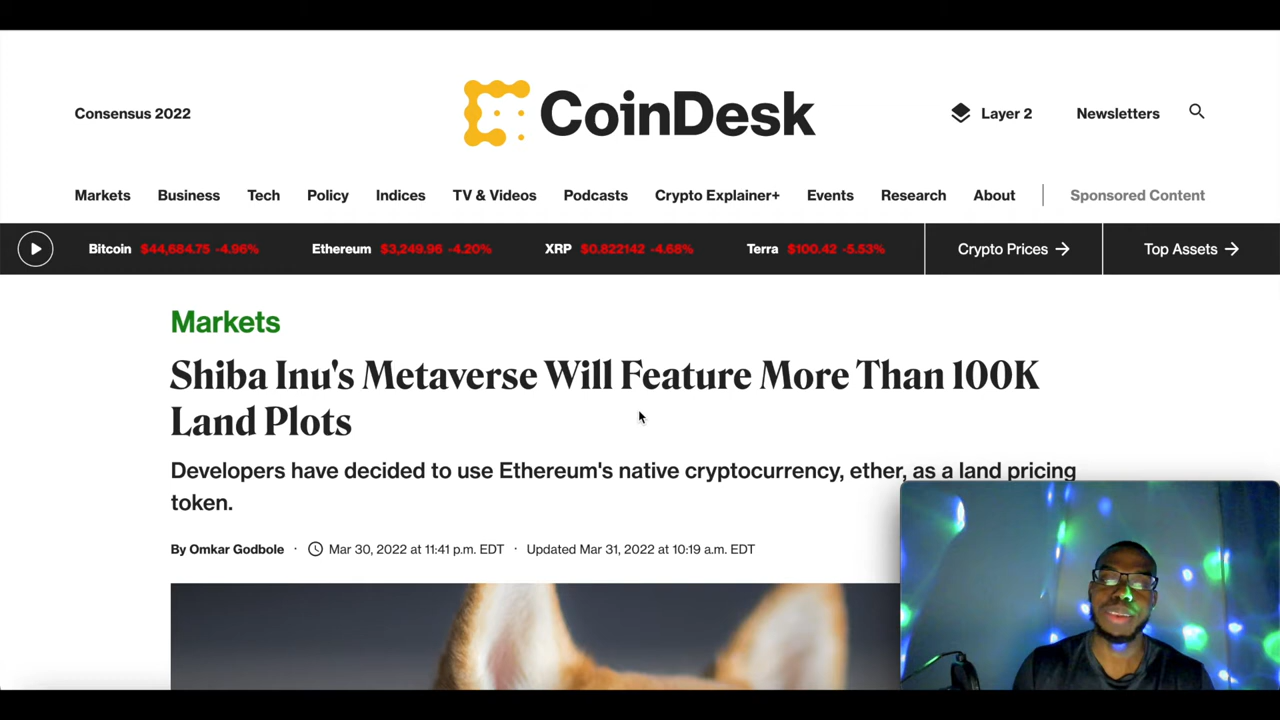 Consensus 2022
CoinDesk
Layer 2
Newsletters
Markets Business Tech Policy Indices TV & Videos Podcasts Crypto Explainer+ Events Research About Sponsored Content
Bitcoin $44,684.75 -4.96% Ethereum $3,249.96 -4.20% XRP $0.822142 -4.68% Terra $100.42 -5.53% Crypto Prices → Top Assets →
Markets
Shiba Inu's Metaverse Will Feature More Than 100K
Land Plots
Developers have decided to use Ethereum's native cryptocurrency, ether, as a land pricing
token.
By Omkar Godbole · Mar 30, 2022 at 11:41 p.m. EDT · Updated Mar 31, 2022 at 10:19 a.m. EDT